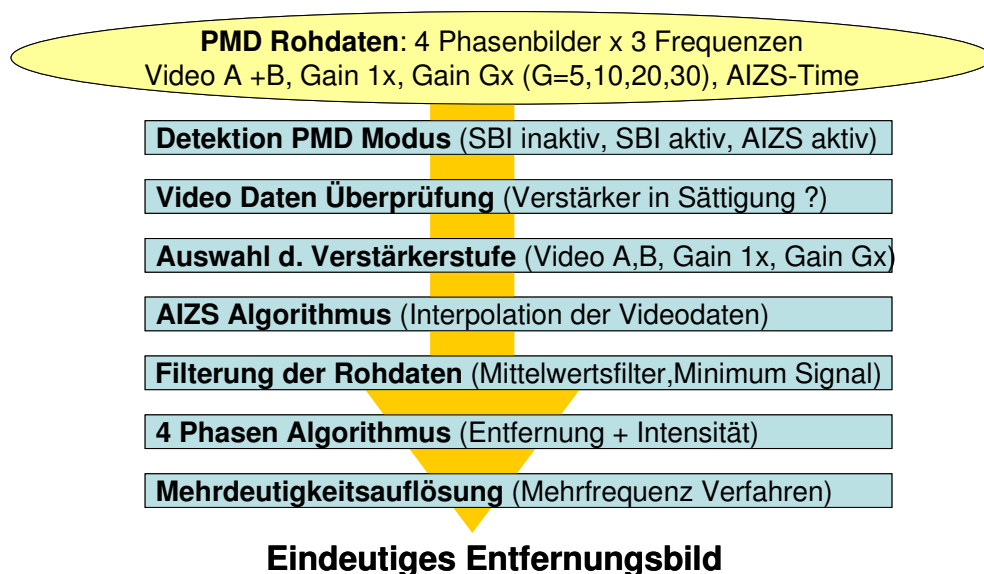 PMD Rohdaten: 4 Phasenbilder x 3 Frequenzen
Video A +B, Gain 1x, Gain Gx (G=5,10,20,30), AIZS-Time
Detektion PMD Modus (SBI inaktiv, SBI aktiv, AIZS aktiv)
Video Daten Überprüfung (Verstärker in Sättigung ?)
Auswahl d. Verstärkerstufe (Video A,B, Gain 1x, Gain Gx)
AIZS Algorithmus (Interpolation der Videodaten)
Filterung der Rohdaten (Mittelwertsfilter,Minimum Signal)
4 Phasen Algorithmus (Entfernung + Intensität)
Mehrdeutigkeitsauflösung (Mehrfrequenz Verfahren)
Eindeutiges Entfernungsbild